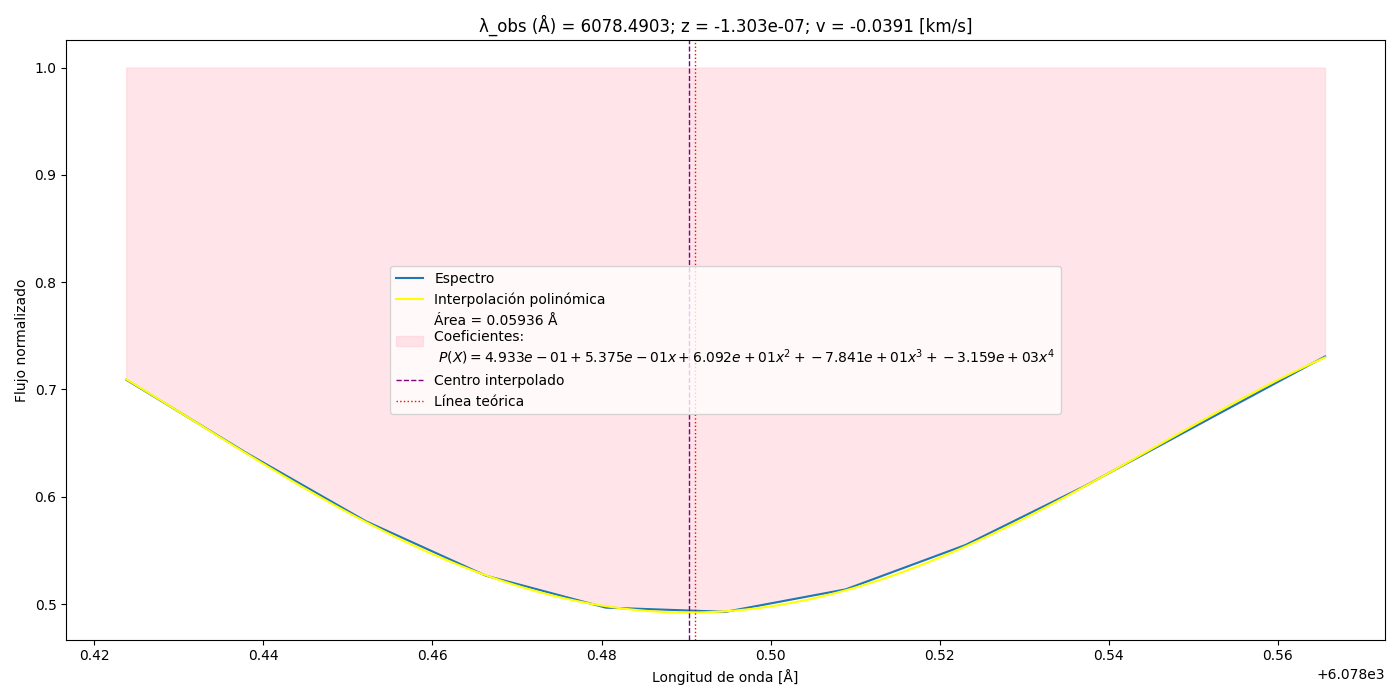 λ_obs (Å) = 6078.4903; z = -1.303e-07; v = -0.0391 [km/s]
Flujo normalizado
1.0
0.9
0.8
0.7
0.6
0.5
Espectro
Interpolación polinómica
Área = 0.05936 Å
Coeficientes:
P(X) = 4.933e − 01 + 5.375e − 01x + 6.092e + 01x² + −7.841e + 01x³ + −3.159e + 03x⁴
Centro interpolado
Línea teórica
0.42 0.44 0.46 0.48 0.50 0.52 0.54 0.56
+6.078e3
Longitud de onda [Å]